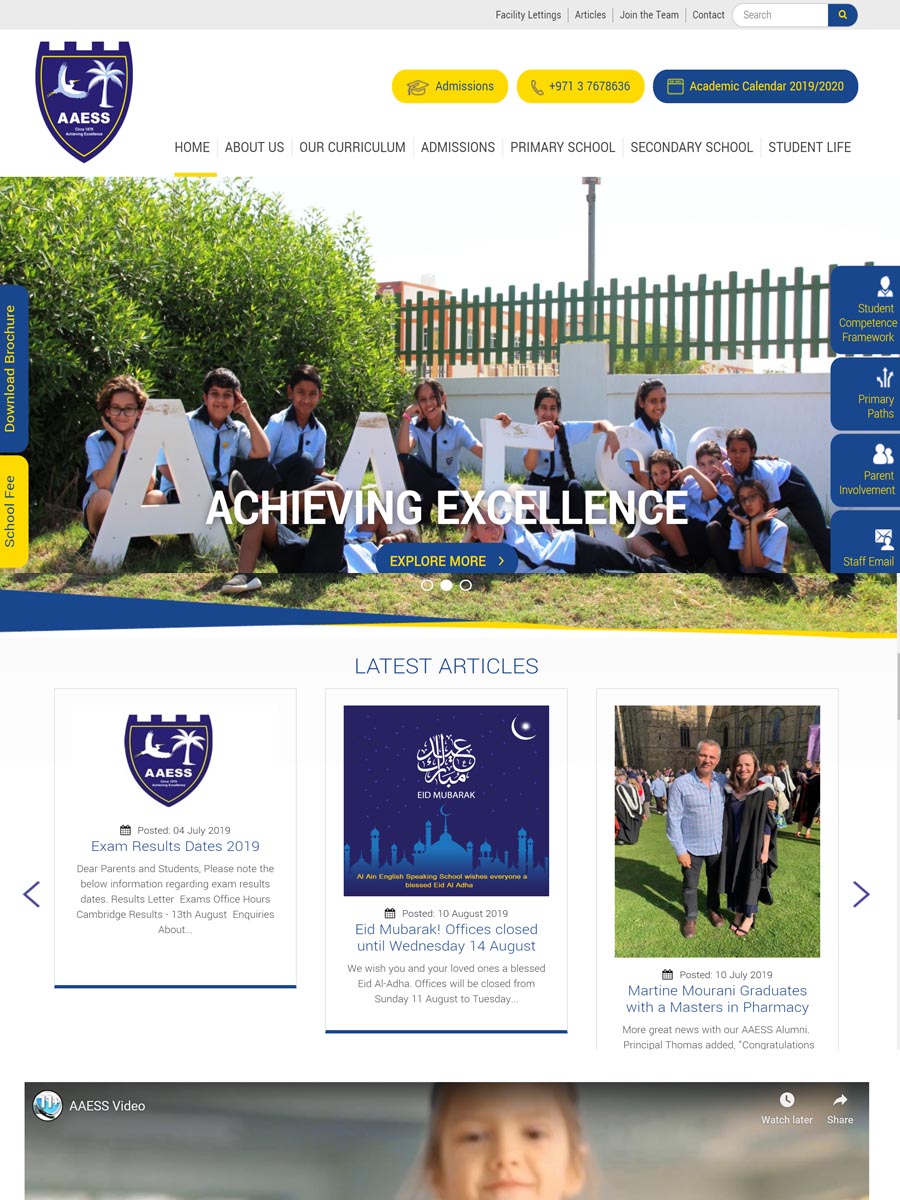 Facility Lettings
Articles
Join the Team
Contact
Search
AAESS
Circa 1978
Achieving Excellence
Admissions
+971 3 7678636
Academic Calendar 2019/2020
HOME
ABOUT US
OUR CURRICULUM
ADMISSIONS
PRIMARY SCHOOL
SECONDARY SCHOOL
STUDENT LIFE
Download Brochure
School Fee
Student
Competence
Framework
Primary
Paths
Parent
Involvement
Staff Email
AAESS
ACHIEVING EXCELLENCE
EXPLORE MORE
LATEST ARTICLES
AAESS
Circa 1978
Achieving Excellence
Posted: 04 July 2019
Exam Results Dates 2019
Dear Parents and Students, Please note the
below information regarding exam results
dates. Results Letter Exams Office Hours
Cambridge Results - 13th August Enquiries
About...
عيد مبارك
EID MUBARAK
Al Ain English Speaking School wishes everyone a
blessed Eid Al Adha
Posted: 10 August 2019
Eid Mubarak! Offices closed
until Wednesday 14 August
We wish you and your loved ones a blessed
Eid Al-Adha. Offices will be closed from
Sunday 11 August to Tuesday...
Posted: 10 July 2019
Martine Mourani Graduates
with a Masters in Pharmacy
More great news with our AAESS Alumni.
Principal Thomas added, "Congratulations
AAESS Video
Watch later
Share